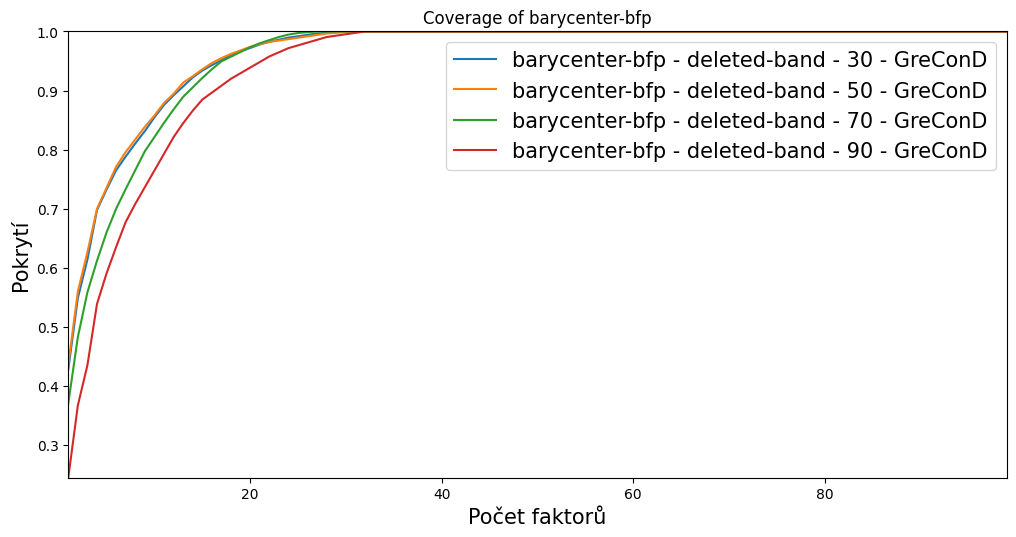 Coverage of barycenter-bfp
1.0
0.9
0.8
0.7
0.6
0.5
0.4
0.3
Pokrytí
barycenter-bfp - deleted-band - 30 - GreConD
barycenter-bfp - deleted-band - 50 - GreConD
barycenter-bfp - deleted-band - 70 - GreConD
barycenter-bfp - deleted-band - 90 - GreConD
20 40 60 80
Počet faktorů